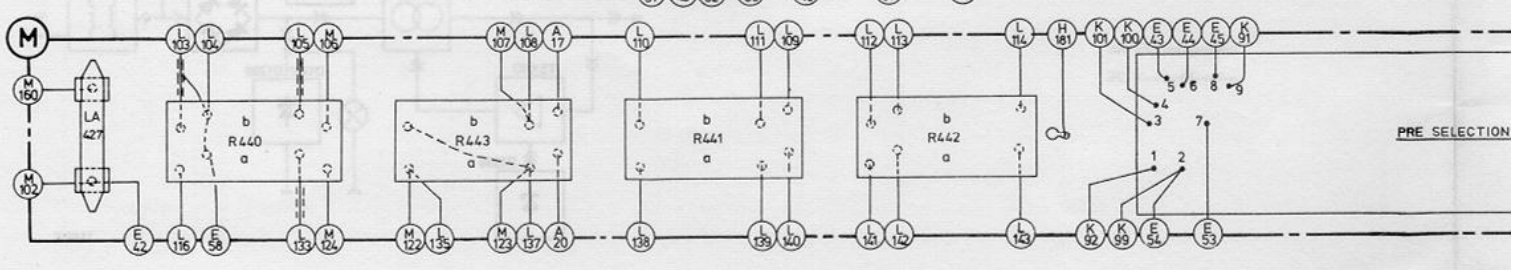 M
L 103
L 104
L 105
M 106
M 107
L 108
A 17
L 110
L 111
L 109
L 112
L 113
L 114
H 181
K 101
K 100
E 43
E 44
E 45
K 91
M 160
LA 427
M 102
b
R440
a
b
R443
a
b
R441
a
b
R442
a
5 6 8 9
4
3 7
1 2
PRE SELECTION
E 42
L 116
E 58
L 133
M 124
M 122
L 135
M 123
L 137
A 20
L 138
L 139
L 140
L 141
L 142
L 143
K 92
K 99
E 54
E 53